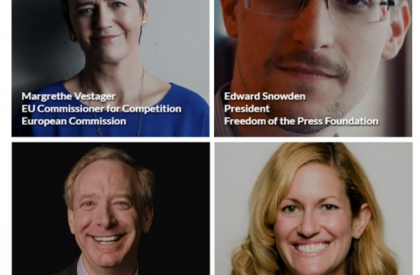 Margrethe Vestager
EU Commissioner for Competition
European Commission
Edward Snowden
President
Freedom of the Press Foundation